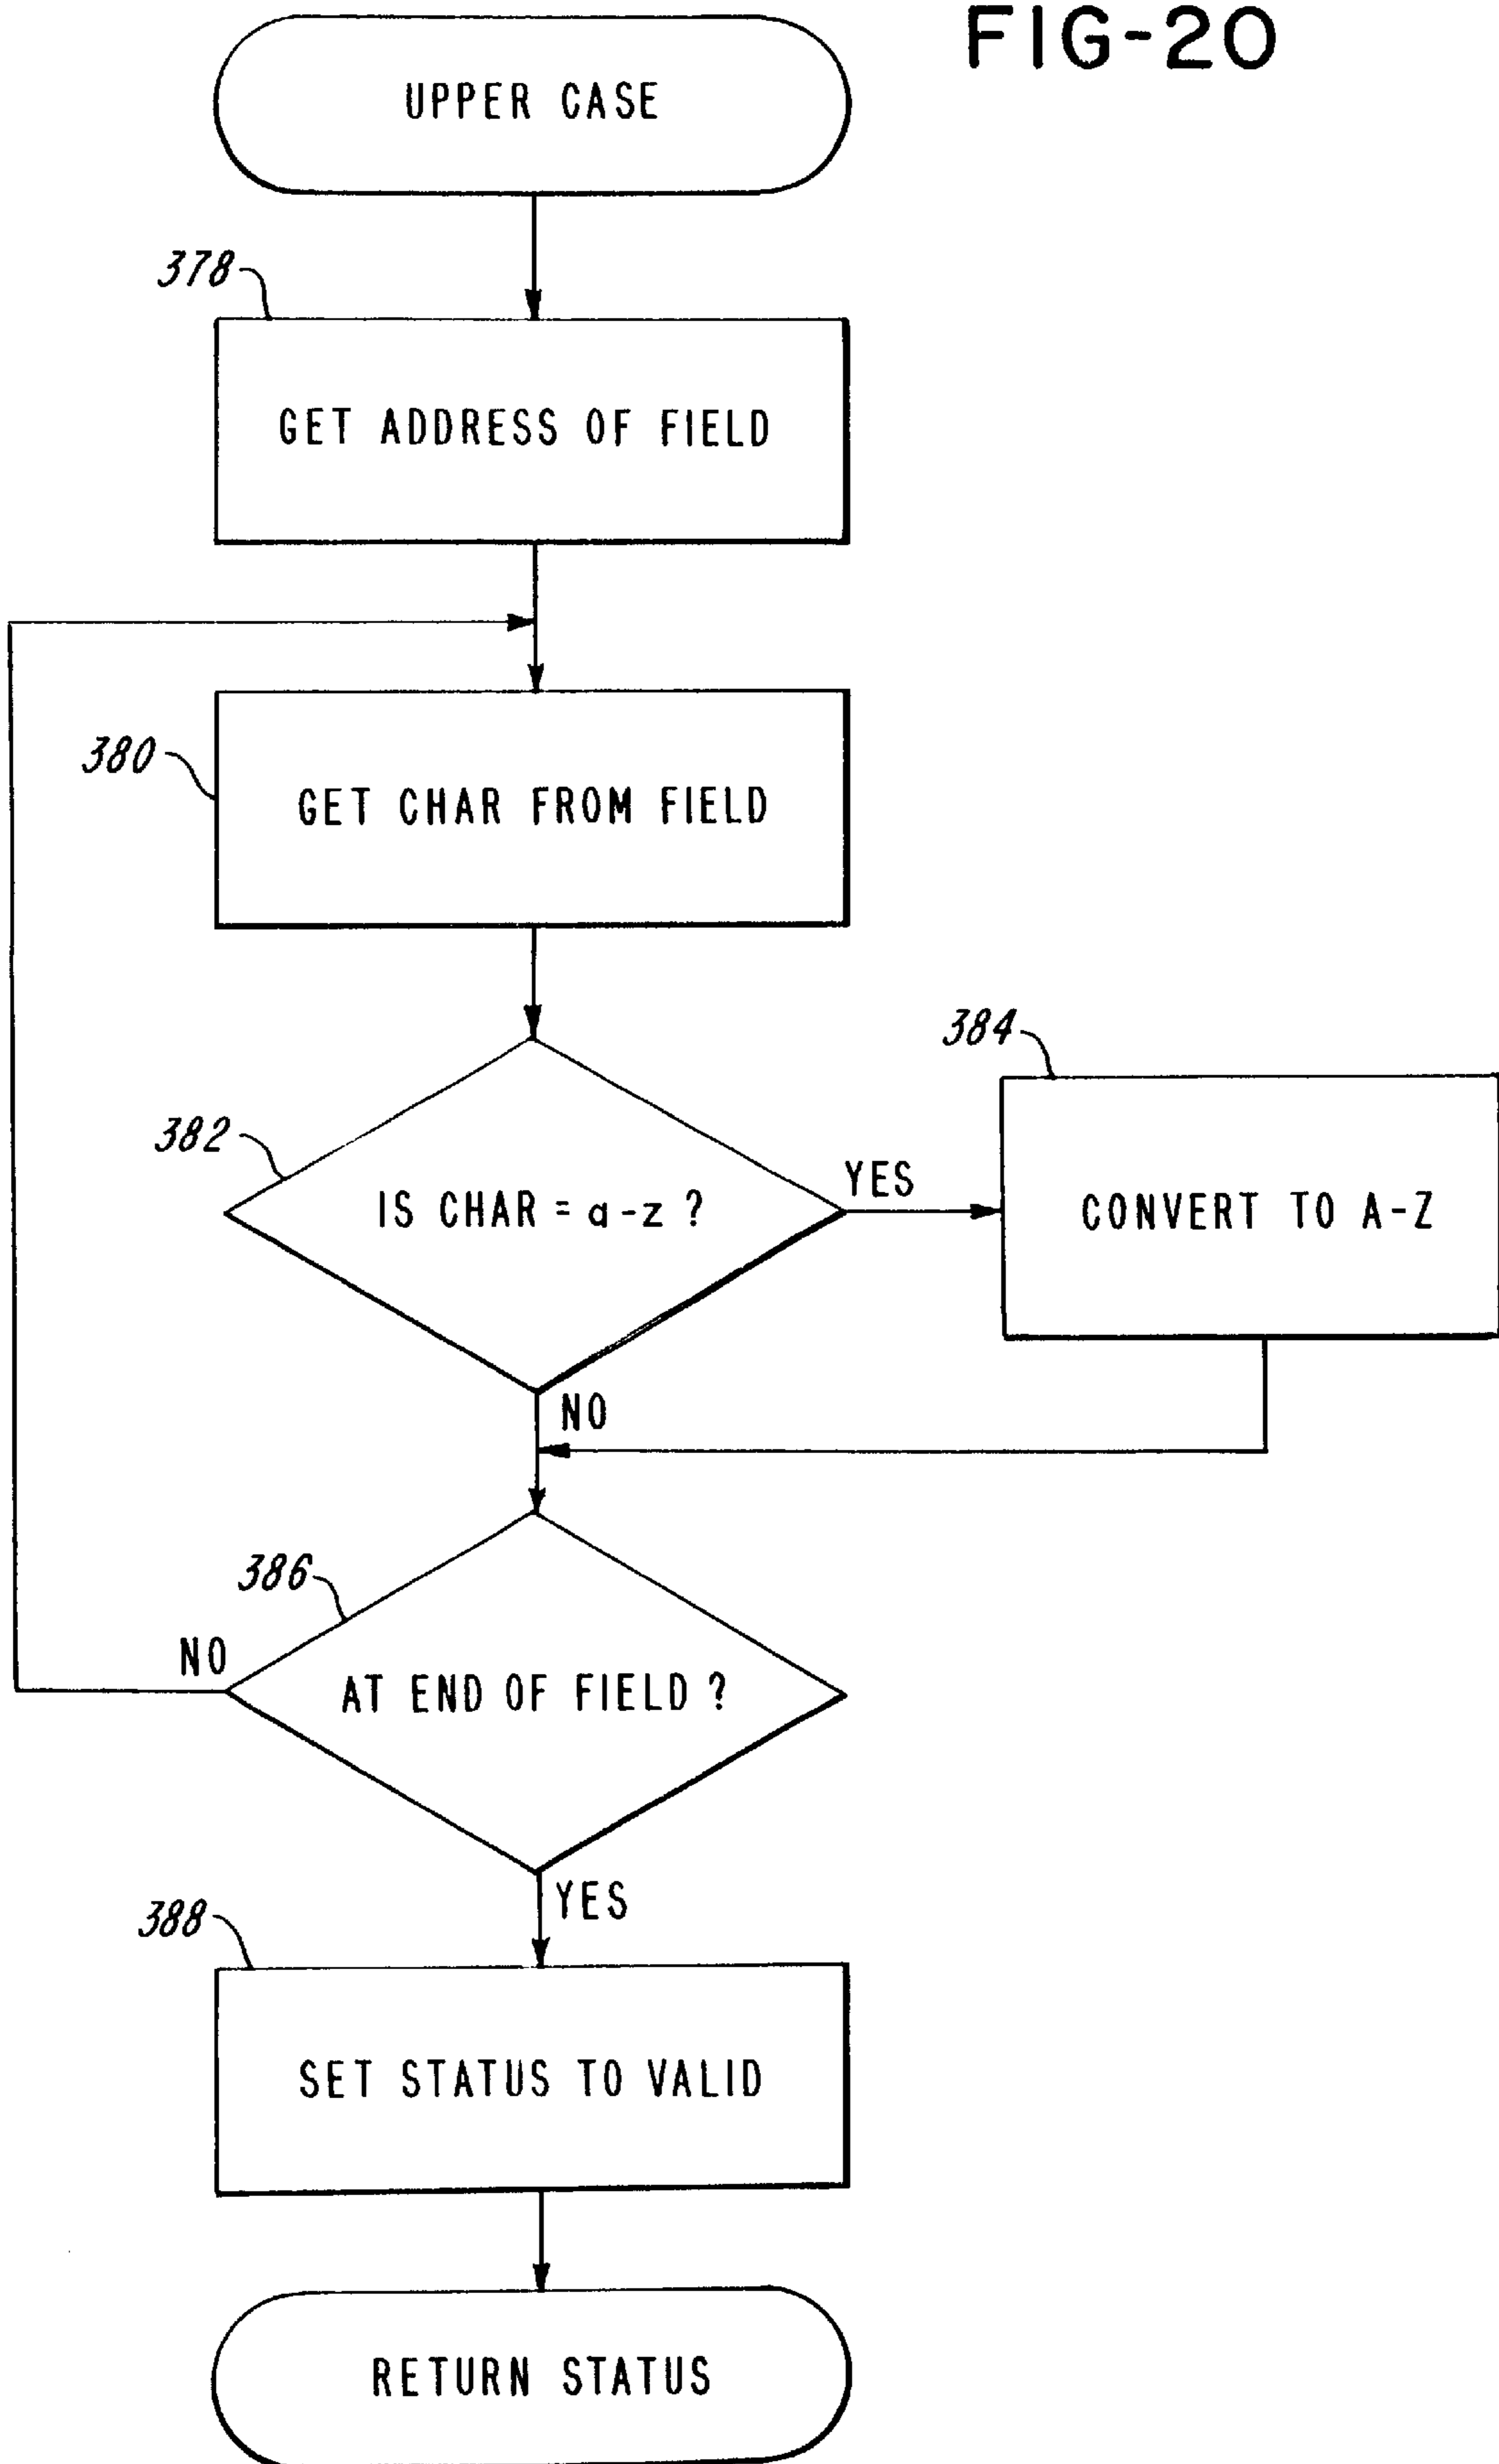 FIG-20
UPPER CASE
378
GET ADDRESS OF FIELD
380
GET CHAR FROM FIELD
384
382
IS CHAR = a-z ?
YES
CONVERT TO A-Z
NO
386
NO
AT END OF FIELD ?
YES
388
SET STATUS TO VALID
RETURN STATUS